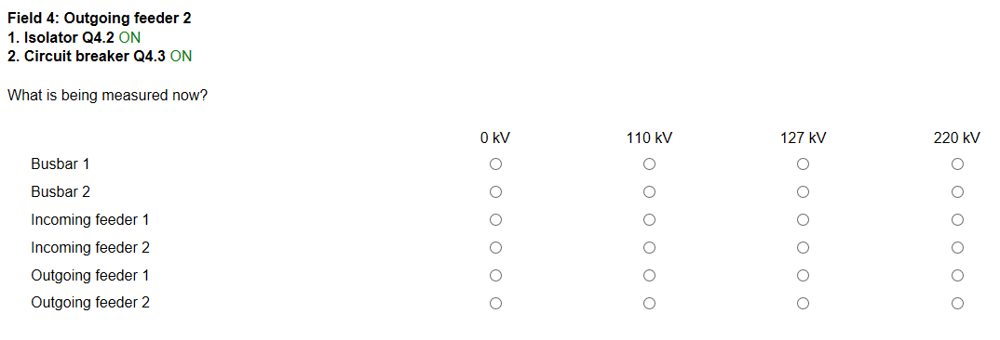 Field 4: Outgoing feeder 2
1. Isolator Q4.2 ON
2. Circuit breaker Q4.3 ON
What is being measured now?
0 kV 110 kV 127 kV 220 kV
Busbar 1
Busbar 2
Incoming feeder 1
Incoming feeder 2
Outgoing feeder 1
Outgoing feeder 2